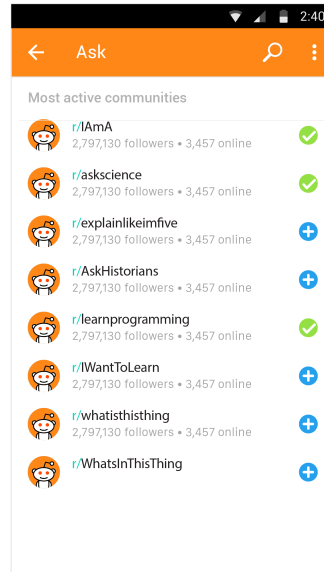 2:40
Ask
Most active communities
r/IAmA
2,797,130 followers • 3,457 online
r/askscience
2,797,130 followers • 3,457 online
r/explainlikeimfive
2,797,130 followers • 3,457 online
r/AskHistorians
2,797,130 followers • 3,457 online
r/learnprogramming
2,797,130 followers • 3,457 online
r/IWantToLearn
2,797,130 followers • 3,457 online
r/whatisthisthing
2,797,130 followers • 3,457 online
r/WhatsInThisThing